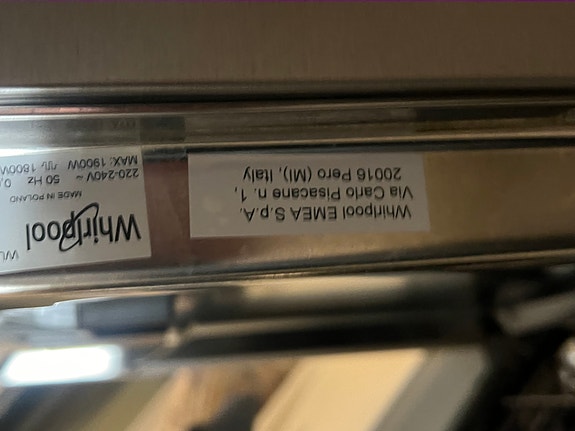 Whirlpool
MADE IN POLAND
220-240V ~ 50 Hz
MAX: 1900W
Whirlpool EMEA S.p.A.
Via Carlo Pisacane n. 1,
20016 Pero (MI), Italy